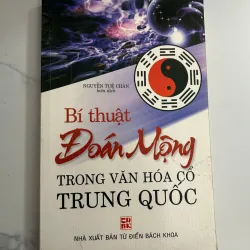 NGUYỄN TUỆ CHÂN
biên dịch
Bí thuật
Đoán Mộng
TRONG VĂN HÓA CỔ
TRUNG QUỐC
NHÀ XUẤT BẢN TỪ ĐIỂN BÁCH KHOA